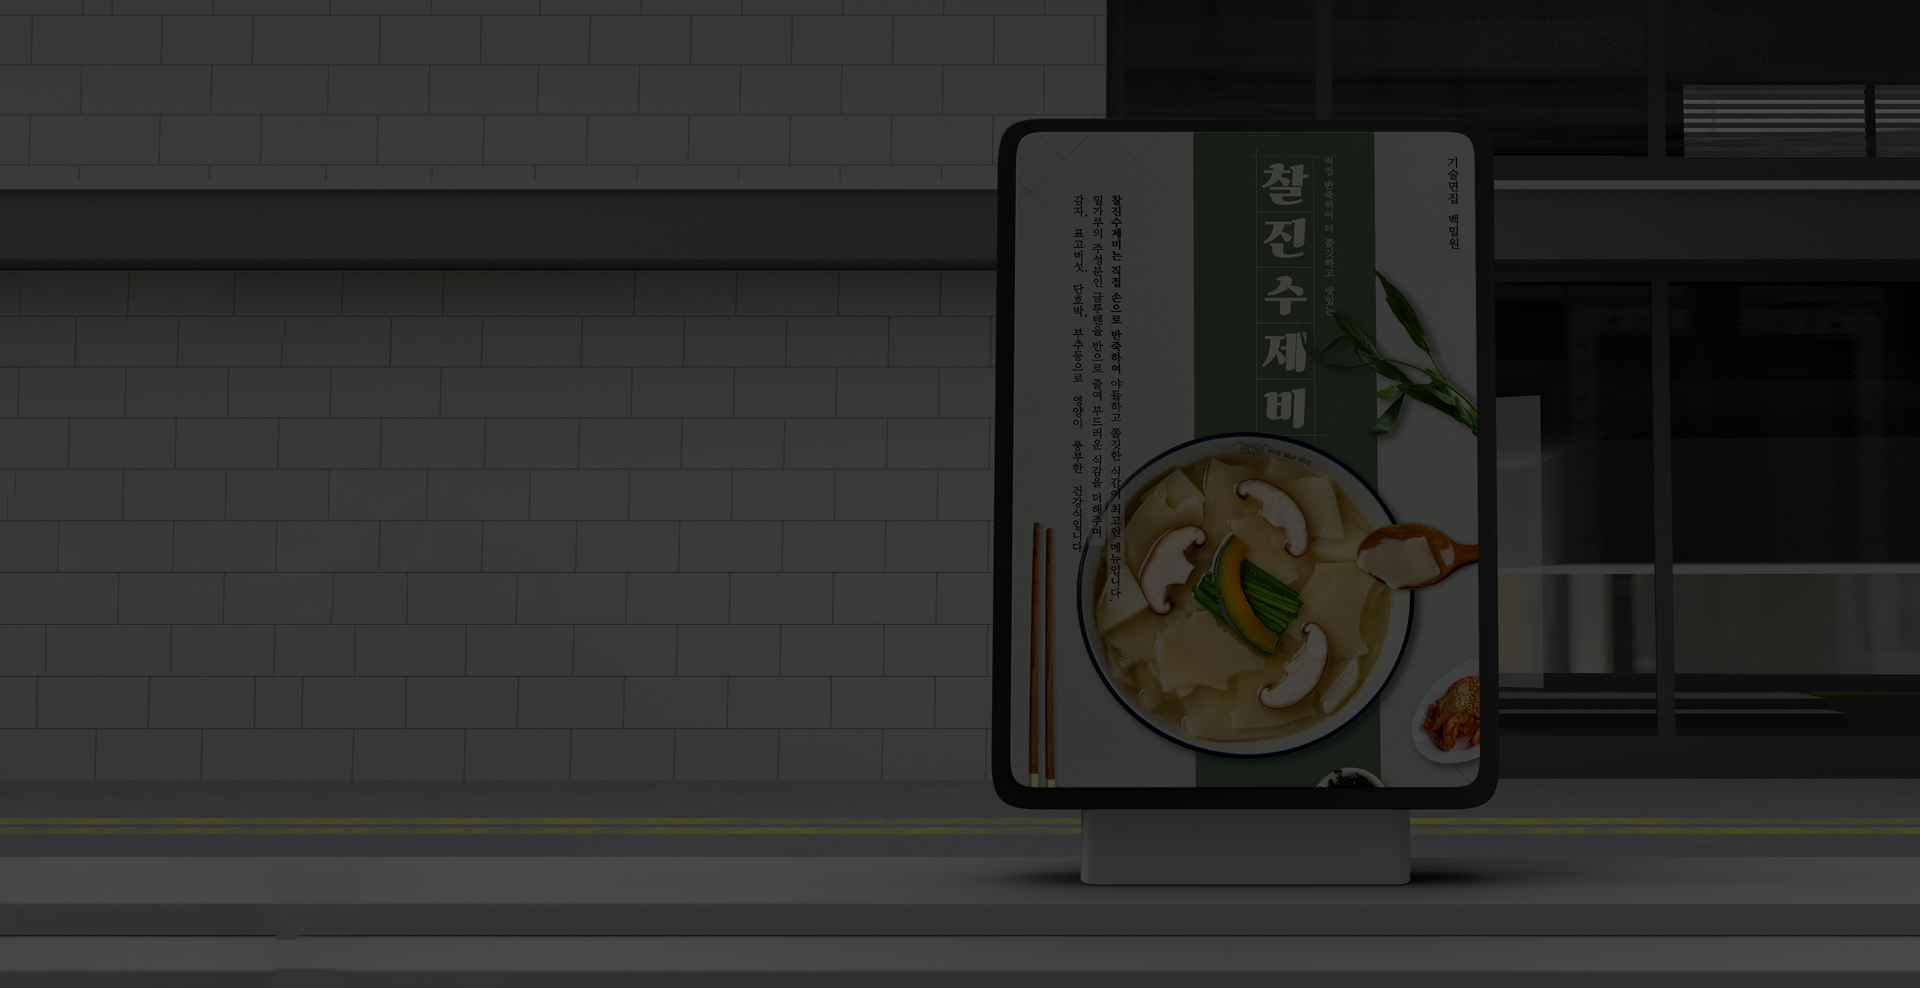 기술면집 백밀원
직접 반죽하여 더 쫄깃하고 맛있는
찰진수제비
찰진수제비는 직접 손으로 반죽하여 야들하고 쫄깃한 식감이 최고인 메뉴입니다.
밀가루의 주성분인 글루텐을 반으로 줄여 부드러운 식감을 더해주며
감자, 표고버섯, 단호박, 부추등으로 영양이 풍부한 건강식입니다